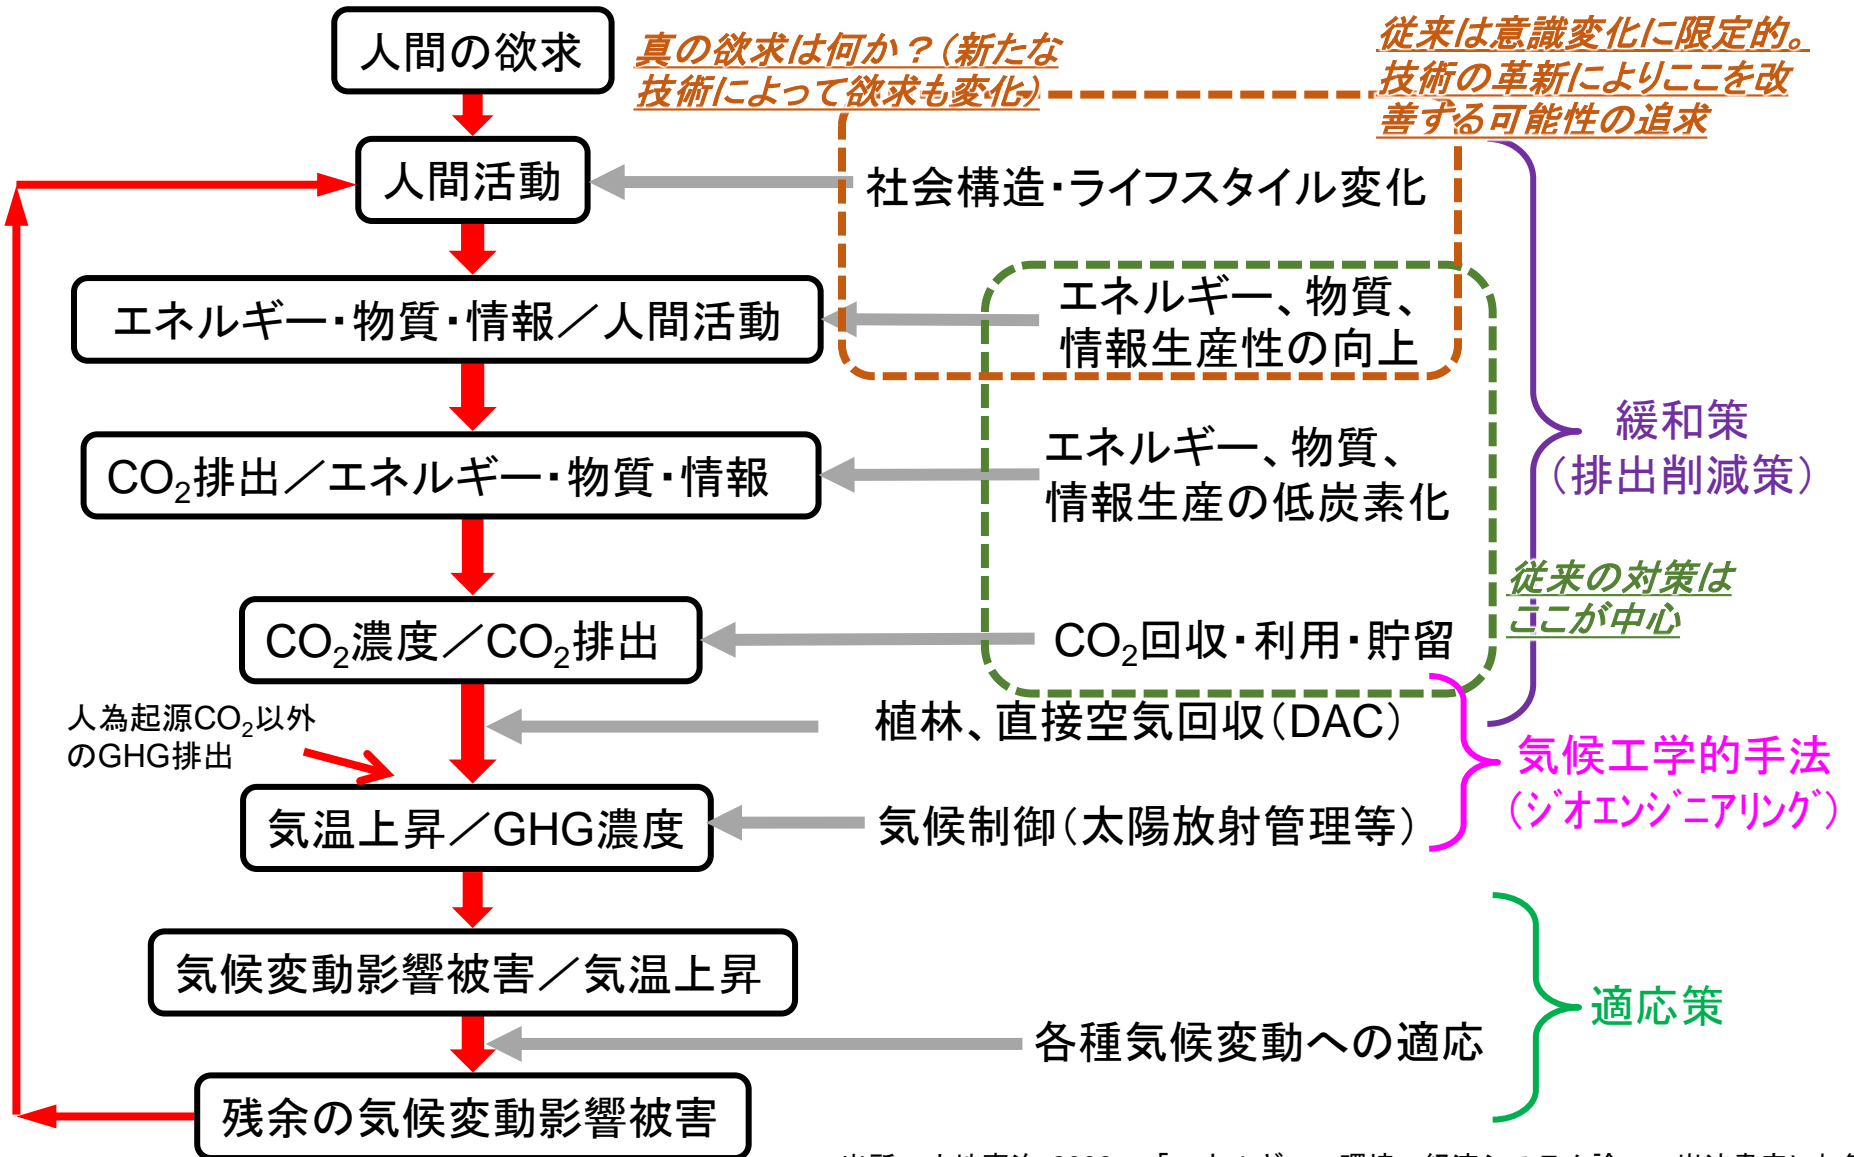 人間の欲求
真の欲求は何か？（新たな
技術によって欲求も変化）
従来は意識変化に限定的。
技術の革新によりここを改
善する可能性の追求
人間活動
社会構造・ライフスタイル変化
エネルギー・物質・情報／人間活動
エネルギー、物質、
情報生産性の向上
CO₂排出／エネルギー・物質・情報
エネルギー、物質、
情報生産の低炭素化
緩和策
（排出削減策）
従来の対策は
ここが中心
CO₂濃度／CO₂排出
CO₂回収・利用・貯留
人為起源CO₂以外
のGHG排出
植林、直接空気回収（DAC）
気候工学的手法
（ｼﾞｵｴﾝｼﾞﾆｱﾘﾝｸﾞ）
気温上昇／GHG濃度
気候制御（太陽放射管理等）
気候変動影響被害／気温上昇
適応策
各種気候変動への適応
残余の気候変動影響被害